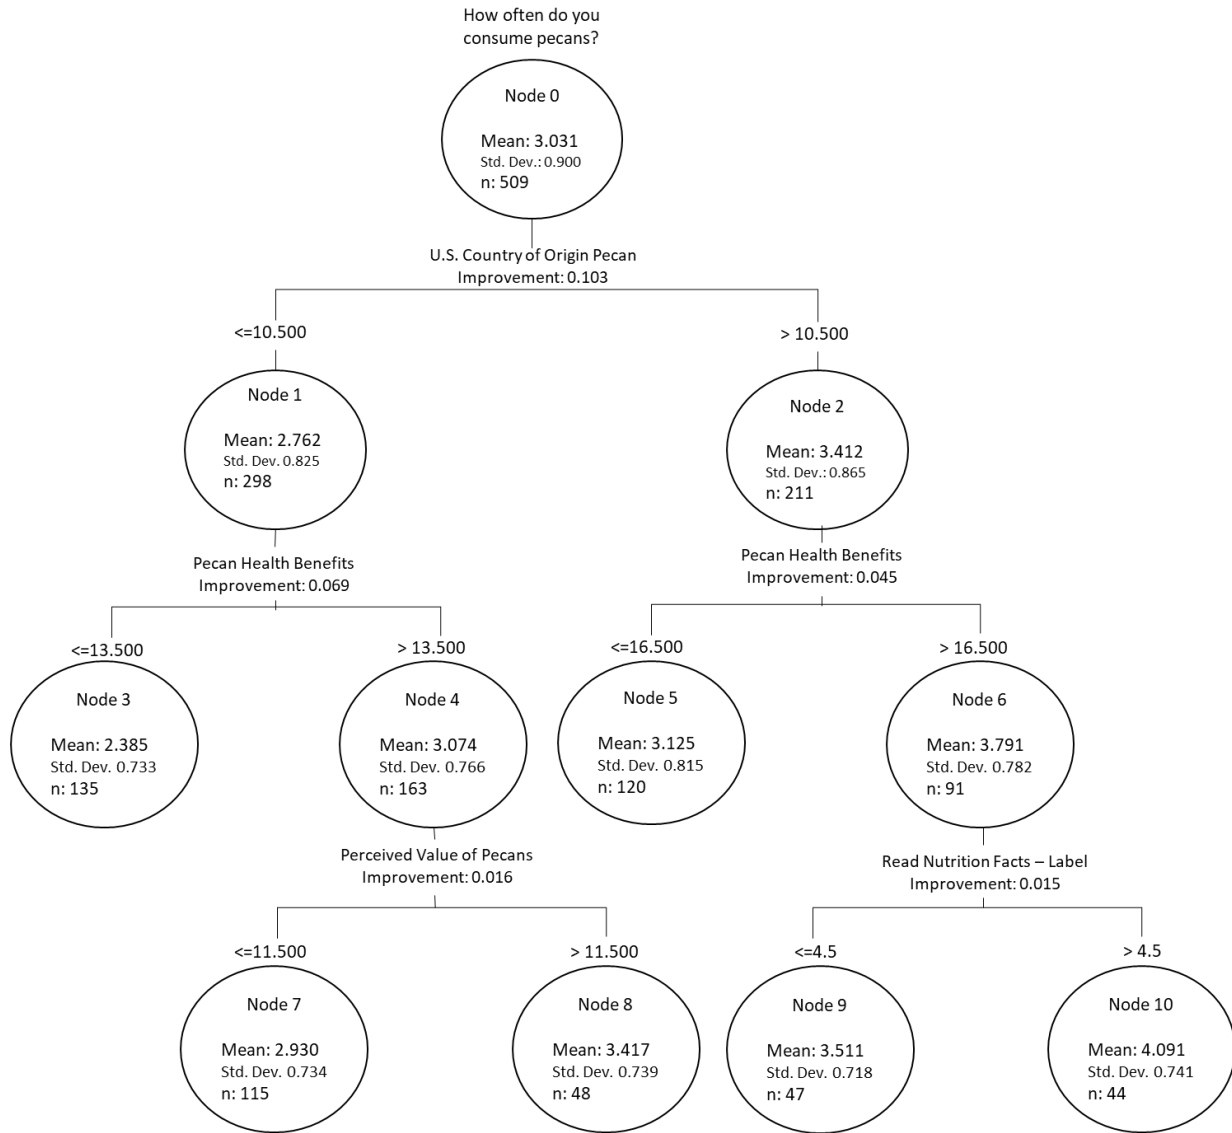 How often do you
consume pecans?
Node 0
Mean: 3.031
Std. Dev.: 0.900
n: 509
U.S. Country of Origin Pecan
Improvement: 0.103
<=10.500
> 10.500
Node 1
Mean: 2.762
Std. Dev. 0.825
n: 298
Node 2
Mean: 3.412
Std. Dev.: 0.865
n: 211
Pecan Health Benefits
Improvement: 0.069
Pecan Health Benefits
Improvement: 0.045
<=13.500
> 13.500
<=16.500
> 16.500
Node 3
Mean: 2.385
Std. Dev. 0.733
n: 135
Node 4
Mean: 3.074
Std. Dev. 0.766
n: 163
Node 5
Mean: 3.125
Std. Dev. 0.815
n: 120
Node 6
Mean: 3.791
Std. Dev. 0.782
n: 91
Perceived Value of Pecans
Improvement: 0.016
Read Nutrition Facts – Label
Improvement: 0.015
<=11.500
> 11.500
<=4.5
> 4.5
Node 7
Mean: 2.930
Std. Dev. 0.734
n: 115
Node 8
Mean: 3.417
Std. Dev. 0.739
n: 48
Node 9
Mean: 3.511
Std. Dev. 0.718
n: 47
Node 10
Mean: 4.091
Std. Dev. 0.741
n: 44